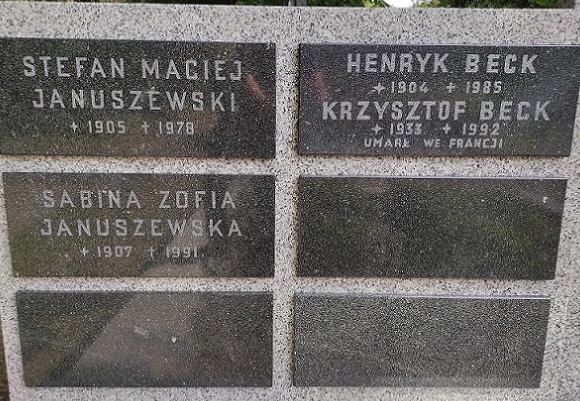 STEFAN MACIEJ
JANUSZEWSKI
+ 1905 + 1978
SABINA ZOFIA
JANUSZEWSKA
+ 1907 + 1991
HENRYK BECK
+ 1904 + 1985
KRZYSZTOF BECK
+ 1933 + 1992
UMARŁ WE FRANCJI